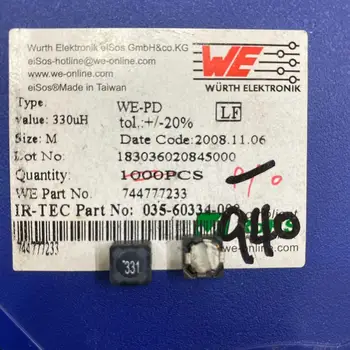 Würth Elektronik eiSos GmbH&co.KG
eiSos-hotline@we-online.com
www.we-online.com
eiSos®Made in Taiwan
WE
WÜRTH ELEKTRONIK
Type: WE-PD LF
value: 330uH tol.:+/-20%
Size: M Date Code: 2008.11.06
Lot No: 183036020845000
Quantity: 1000PCS
WE Part No. 744777233
IR-TEC Part No: 035-60334-
940
744777233
331